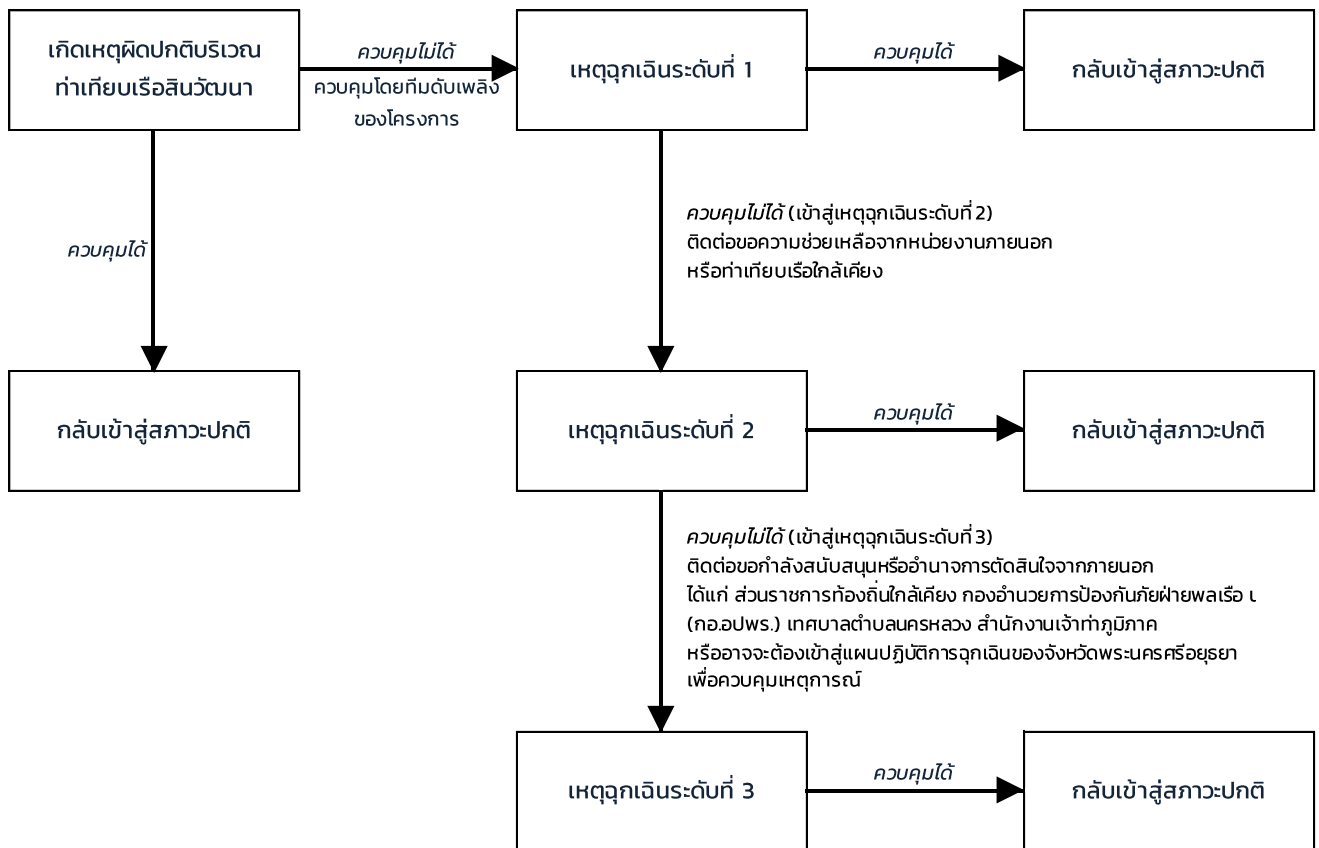 เกิดเหตุผิดปกติบริเวณ
ท่าเทียบเรือสินวัฒนา
ควบคุมไม่ได้
ควบคุมโดยทีมดับเพลิง
ของโครงการ
เหตุฉุกเฉินระดับที่ 1
ควบคุมได้
กลับเข้าสู่สภาวะปกติ
ควบคุมได้
ควบคุมไม่ได้ (เข้าสู่เหตุฉุกเฉินระดับที่ 2)
ติดต่อขอความช่วยเหลือจากหน่วยงานภายนอก
หรือท่าเทียบเรือใกล้เคียง
กลับเข้าสู่สภาวะปกติ
เหตุฉุกเฉินระดับที่ 2
ควบคุมได้
กลับเข้าสู่สภาวะปกติ
ควบคุมไม่ได้ (เข้าสู่เหตุฉุกเฉินระดับที่ 3)
ติดต่อขอกำลังสนับสนุนหรืออำนาจการตัดสินใจจากภายนอก
ได้แก่ ส่วนราชการท้องถิ่นใกล้เคียง กองอำนวยการป้องกันภัยฝ่ายพลเรือ
(กอ.อปพร.) เทศบาลตำบลนครหลวง สำนักงานเจ้าท่าภูมิภาค
หรืออาจจะต้องเข้าสู่แผนปฏิบัติการฉุกเฉินของจังหวัดพระนครศรีอยุธยา
เพื่อควบคุมเหตุการณ์
เหตุฉุกเฉินระดับที่ 3
ควบคุมได้
กลับเข้าสู่สภาวะปกติ